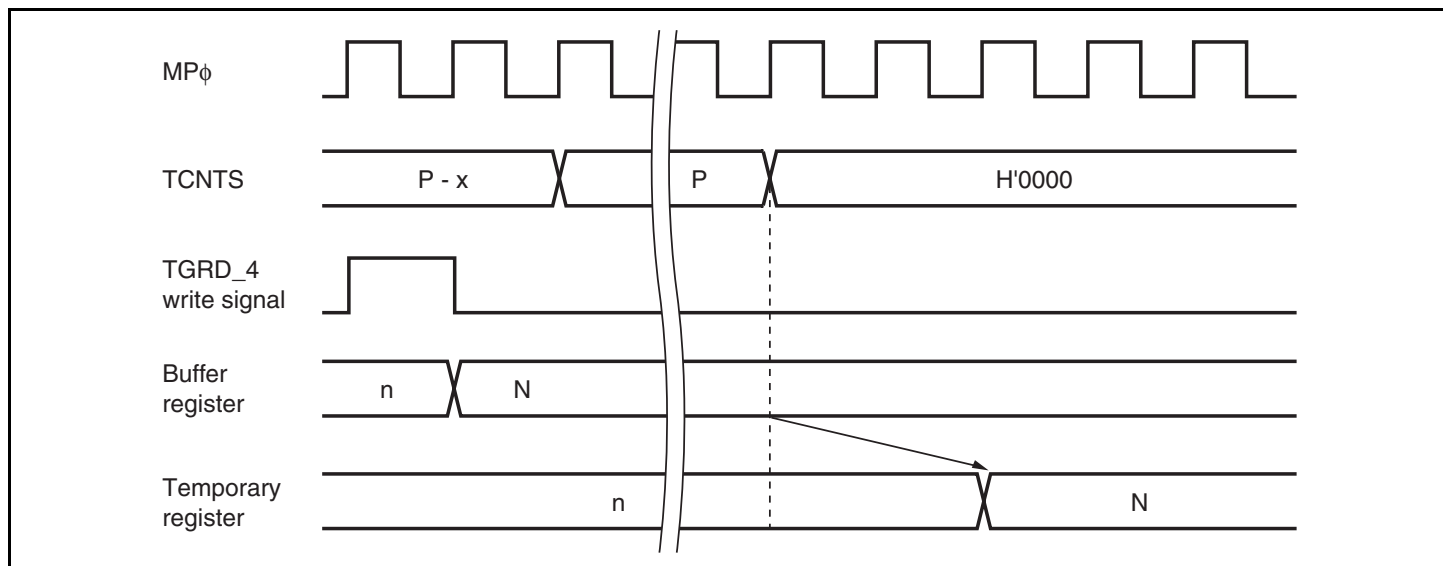 MPϕ
TCNTS
P - x
P
H'0000
TGRD_4
write signal
Buffer
register
n
N
Temporary
register
n
N